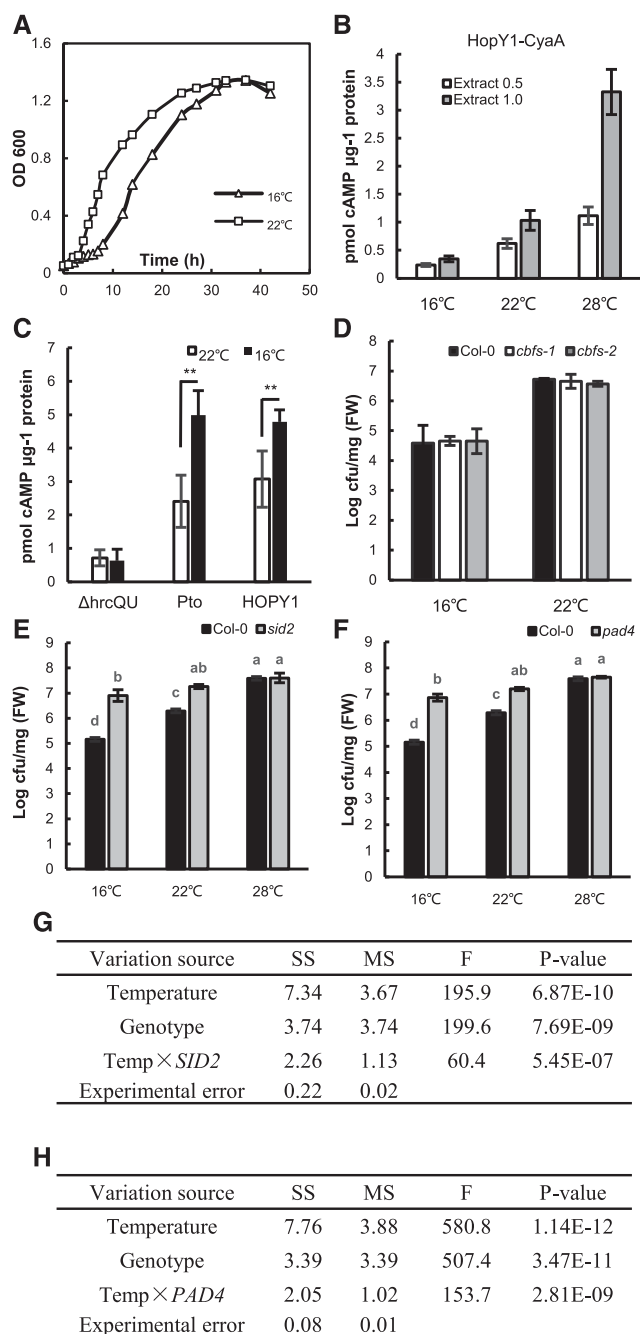 A
1.6
1.2
0.8
0.4
0
OD 600
16℃
22℃
Time (h)
0 10 20 30 40 50
B
HopY1-CyaA
Extract 0.5
Extract 1.0
4
3.5
3
2.5
2
1.5
1
0.5
0
pmol cAMP µg-1 protein
16℃ 22℃ 28℃
C
22℃ 16℃
7
6
5
4
3
2
1
0
pmol cAMP µg-1 protein
**
**
ΔhrcQU Pto HOPY1
D
Col-0 cbfs-1 cbfs-2
8
7
6
5
4
3
2
1
0
Log cfu/mg (FW)
16℃ 22℃
E
Col-0 sid2
9
8
7
6
5
4
3
2
1
0
Log cfu/mg (FW)
d b c ab a a
16℃ 22℃ 28℃
F
Col-0 pad4
9
8
7
6
5
4
3
2
1
0
Log cfu/mg (FW)
d b c ab a a
16℃ 22℃ 28℃
G
Variation source SS MS F P-value
Temperature 7.34 3.67 195.9 6.87E-10
Genotype 3.74 3.74 199.6 7.69E-09
Temp×SID2 2.26 1.13 60.4 5.45E-07
Experimental error 0.22 0.02
H
Variation source SS MS F P-value
Temperature 7.76 3.88 580.8 1.14E-12
Genotype 3.39 3.39 507.4 3.47E-11
Temp×PAD4 2.05 1.02 153.7 2.81E-09
Experimental error 0.08 0.01